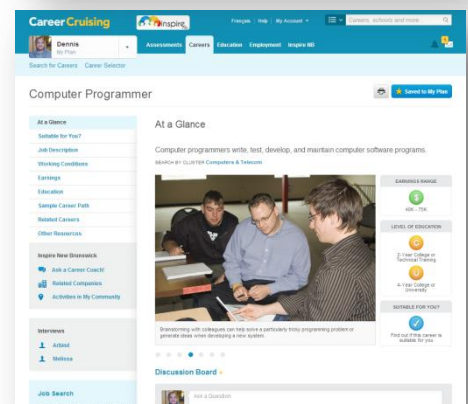 CareerCruising
inspire
Français | Help | My Account
Careers, schools and more
Dennis
My Plan
Assessments Careers Education Employment Inspire NB
Search for Careers Career Selector
Computer Programmer
Saved to My Plan
At a Glance
Suitable for You?
Job Description
Working Conditions
Earnings
Education
Sample Career Path
Related Careers
Other Resources
Inspire New Brunswick
Ask a Career Coach!
Related Companies
Activities in My Community
Interviews
Melissa
Job Search
At a Glance
Computer programmers write, test, develop, and maintain computer software programs.
SEARCH BY CLUSTER Computers & Telecom
Brainstorming with colleagues can help solve a particularly tricky programming problem or
generate ideas when developing a new system.
Discussion Board
Ask a Question
EARNINGS RANGE
$
LEVEL OF EDUCATION
C
2-Year College or
Technical Training
U
4-Year College or
University
SUITABLE FOR YOU?
Find out if this career is
suitable for you